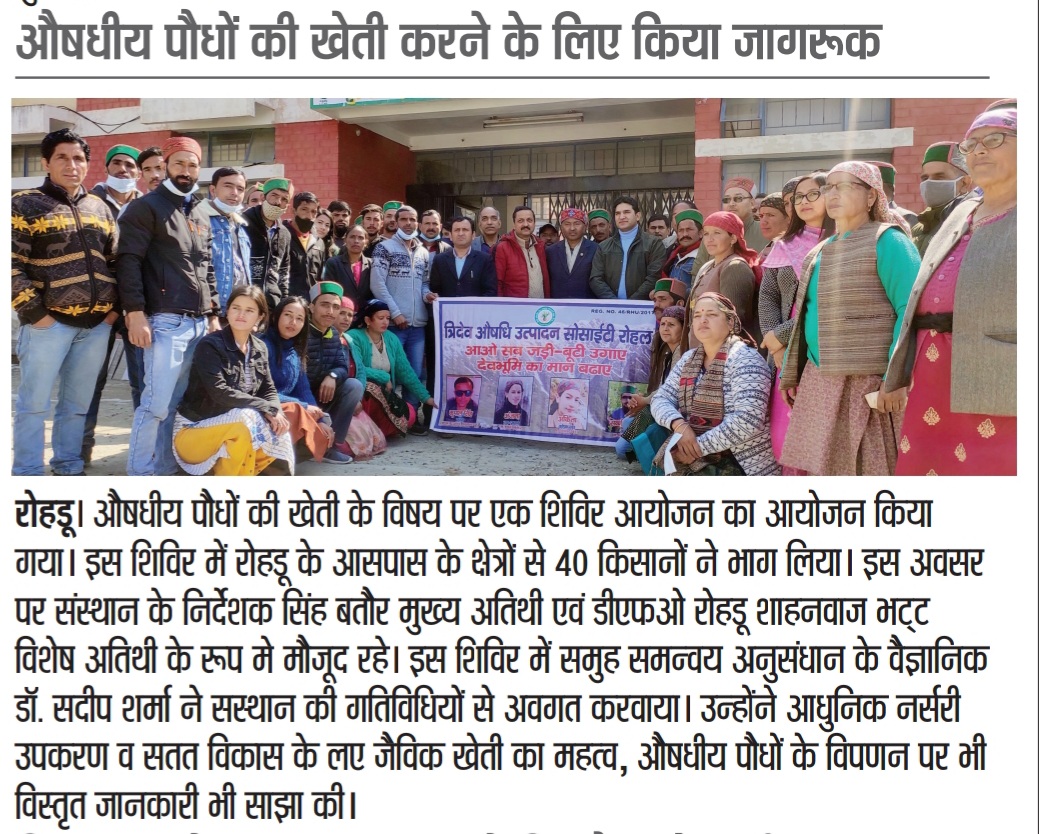 औषधीय पौधों की खेती करने के लिए किया जागरूक
REG. NO. 45/BHU/2017
त्रिदेव औषधि उत्पादन सोसाईटी रोहल
आओ सब जड़ी-बूटी उगाए
देवभूमि का मान बढ़ाए
रोहडू। औषधीय पौधों की खेती के विषय पर एक शिविर आयोजन का आयोजन किया
गया। इस शिविर में रोहडू के आसपास के क्षेत्रों से 40 किसानों ने भाग लिया। इस अवसर
पर संस्थान के निर्देशक सिंह बतौर मुख्य अतिथी एवं डीएफओ रोहडू शाहनवाज भट्ट
विशेष अतिथी के रूप मे मौजूद रहे। इस शिविर में समुह समन्वय अनुसंधान के वैज्ञानिक
डॉ. सदीप शर्मा ने सस्थान की गतिविधियों से अवगत करवाया। उन्होंने आधुनिक नर्सरी
उपकरण व सतत विकास के लए जैविक खेती का महत्व, औषधीय पौधों के विपणन पर भी
विस्तृत जानकारी भी साझा की।